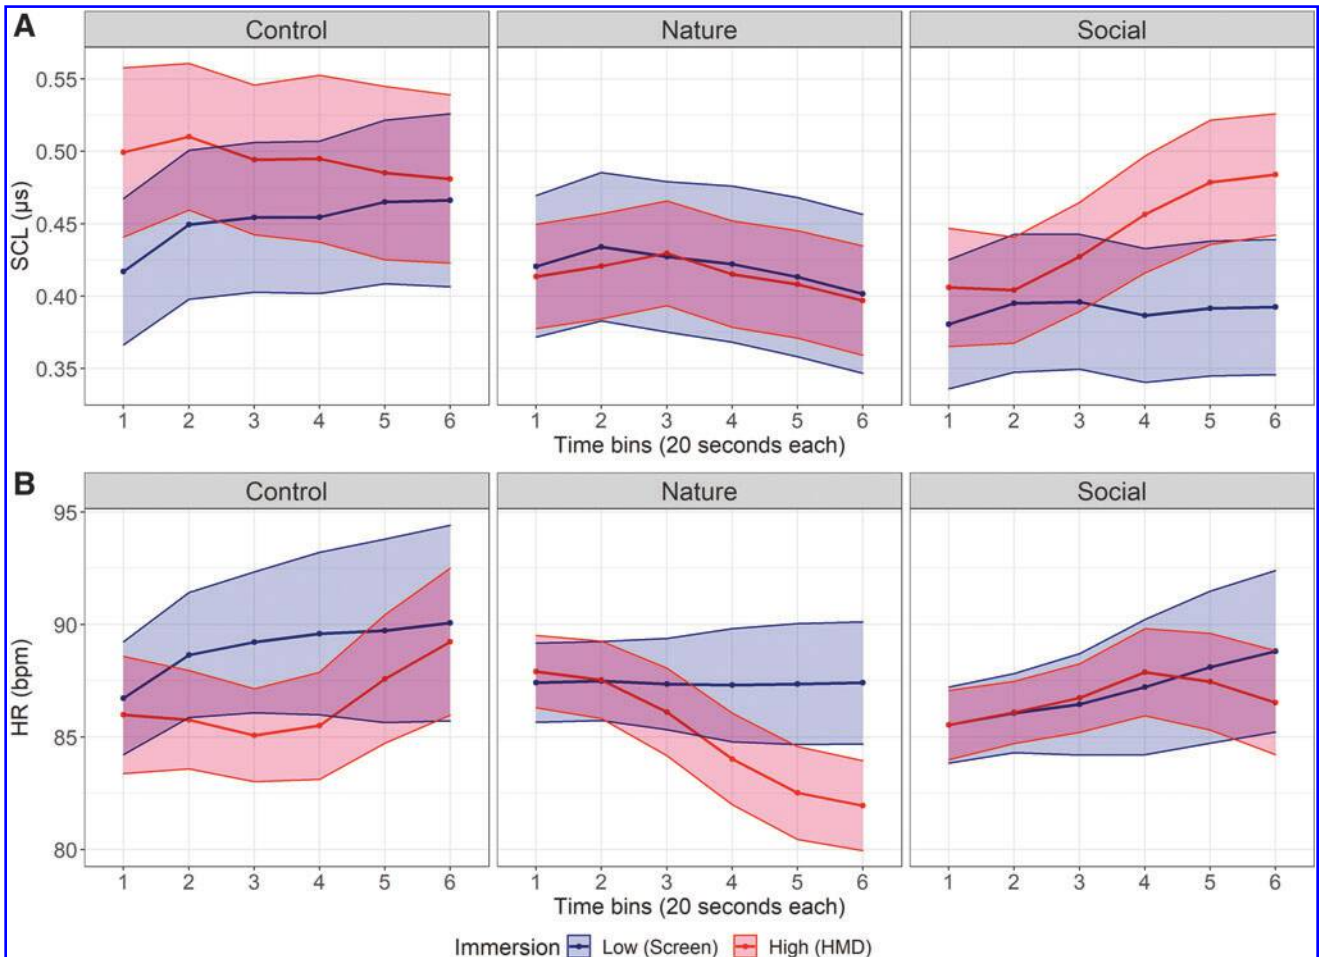 A
Control Nature Social
0.55
0.50
0.45
0.40
0.35
SCL (μs)
1 2 3 4 5 6 1 2 3 4 5 6 1 2 3 4 5 6
Time bins (20 seconds each)
B
Control Nature Social
95
90
85
80
HR (bpm)
1 2 3 4 5 6 1 2 3 4 5 6 1 2 3 4 5 6
Time bins (20 seconds each)
Immersion Low (Screen) High (HMD)